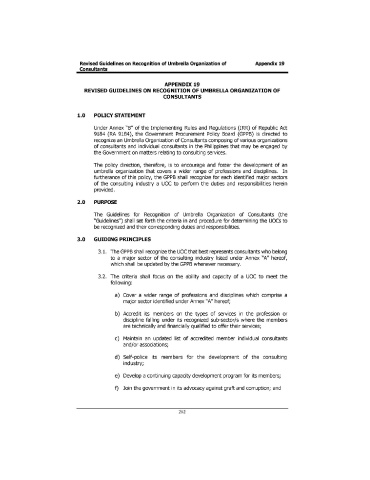 Revised Guidelines on Recognition of Umbrella Organization of Appendix 19
Consultants
APPENDIX 19
REVISED GUIDELINES ON RECOGNITION OF UMBRELLA ORGANIZATION OF
CONSULTANTS
1.0 POLICY STATEMENT
Under Annex "B" of the Implementing Rules and Regulations (IRR) of Republic Act
9184 (RA 9184), the Government Procurement Policy Board (GPPB) is directed to
recognize an Umbrella Organization of Consultants composing of various organizations
of consultants and individual consultants in the Philippines that may be engaged by
the Government on matters relating to consulting services.
The policy direction, therefore, is to encourage and foster the development of an
umbrella organization that covers a wider range of professions and disciplines. In
furtherance of this policy, the GPPB shall recognize for each identified major sectors
of the consulting industry a UOC to perform the duties and responsibilities herein
provided.
2.0 PURPOSE
The Guidelines for Recognition of Umbrella Organization of Consultants (the
"Guidelines") shall set forth the criteria in and procedure for determining the UOCs to
be recognized and their corresponding duties and responsibilities.
3.0 GUIDING PRINCIPLES
3.1. The GPPB shall recognize the UOC that best represents consultants who belong
to a major sector of the consulting industry listed under Annex "A" hereof,
which shall be updated by the GPPB whenever necessary.
3.2. The criteria shall focus on the ability and capacity of a UOC to meet the
following:
a) Cover a wider range of professions and disciplines which comprise a
major sector identified under Annex "A" hereof;
b) Accredit its members on the types of services in the profession or
discipline falling under its recognized sub-sector/s where the members
are technically and financially qualified to offer their services;
c) Maintain an updated list of accredited member individual consultants
and/or associations;
d) Self-police its members for the development of the consulting
industry;
e) Develop a continuing capacity development program for its members;
f) Join the government in its advocacy against graft and corruption; and